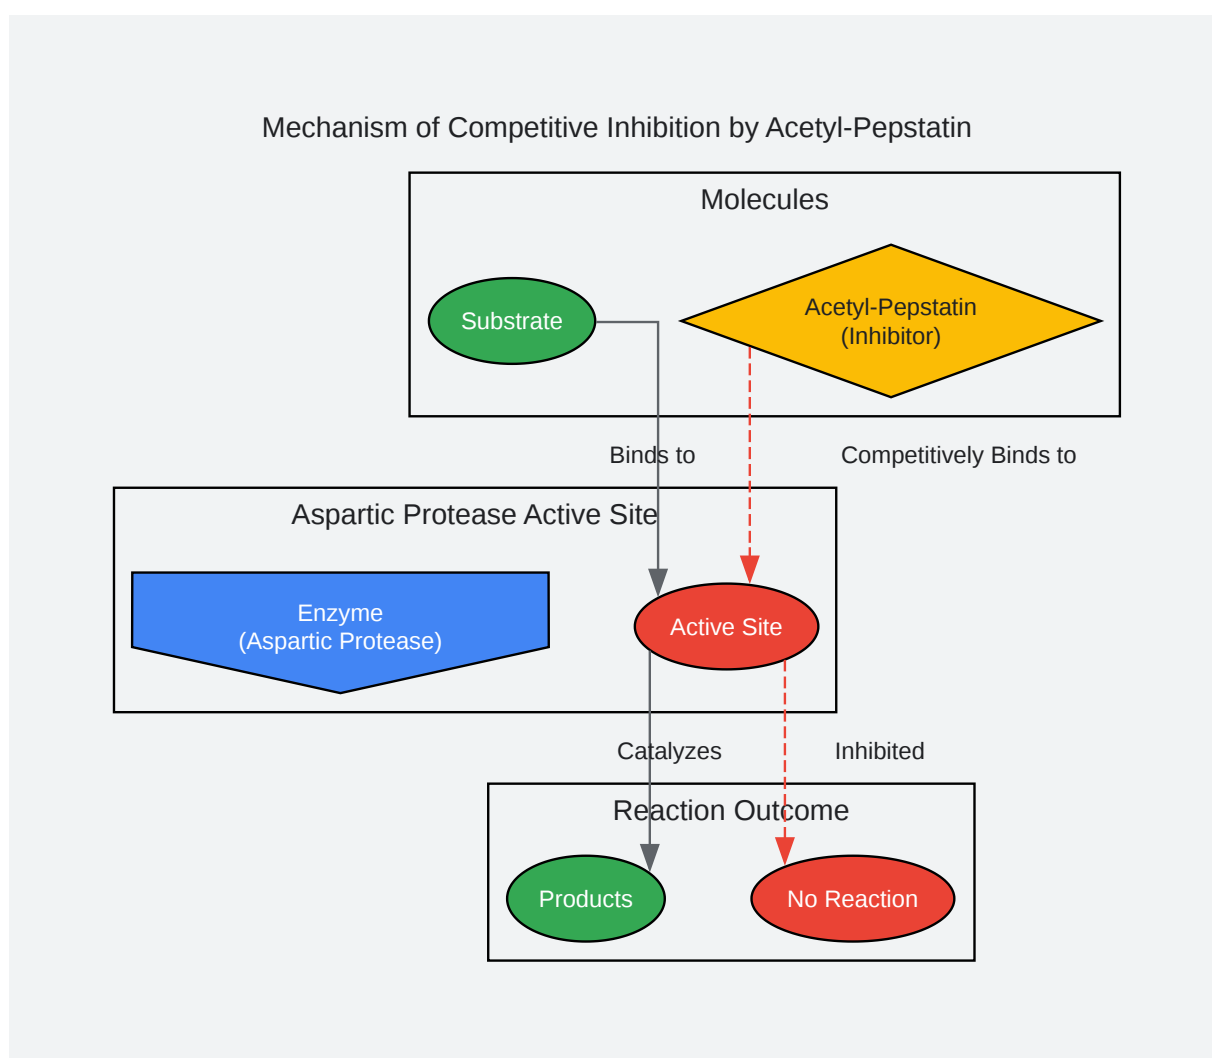 Mechanism of Competitive Inhibition by Acetyl-Pepstatin
Molecules
Substrate
Acetyl-Pepstatin
(Inhibitor)
Binds to
Competitively Binds to
Aspartic Protease Active Site
Enzyme
(Aspartic Protease)
Active Site
Catalyzes
Inhibited
Reaction Outcome
Products
No Reaction